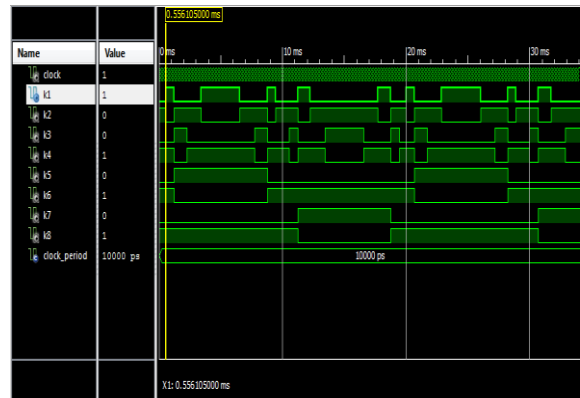 0.556105000 ms
Name Value 0 ms 10 ms 20 ms 30 ms
clock 1
k1 1
k2 0
k3 0
k4 1
k5 0
k6 1
k7 0
k8 1
clock_period 10000 ps 10000 ps
X1: 0.556105000 ms